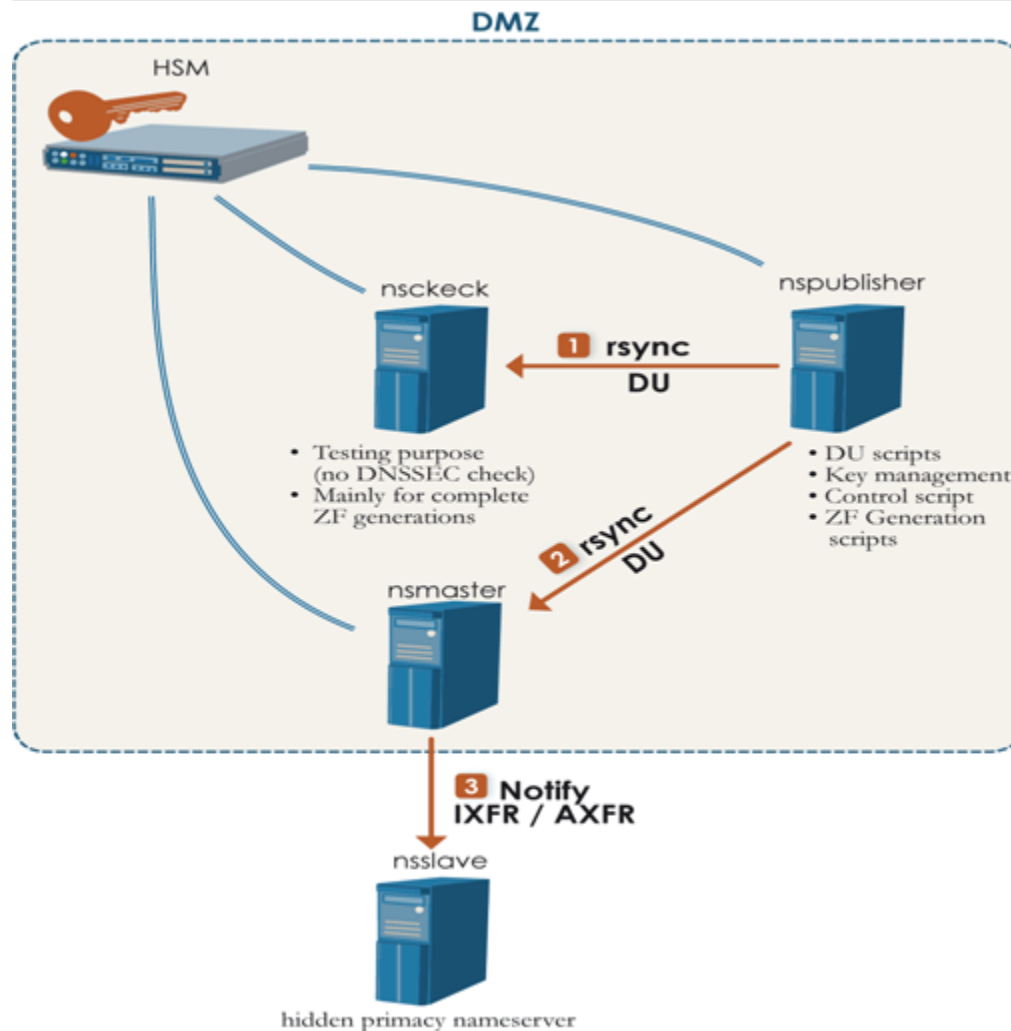 DMZ
HSM
nsckeck
nspublisher
1 rsync
DU
• Testing purpose
(no DNSSEC check)
• Mainly for complete
ZF generations
• DU scripts
• Key management
• Control script
• ZF Generation
scripts
2 rsync
DU
nsmaster
3 Notify
IXFR / AXFR
nsslave
hidden primacy nameserver